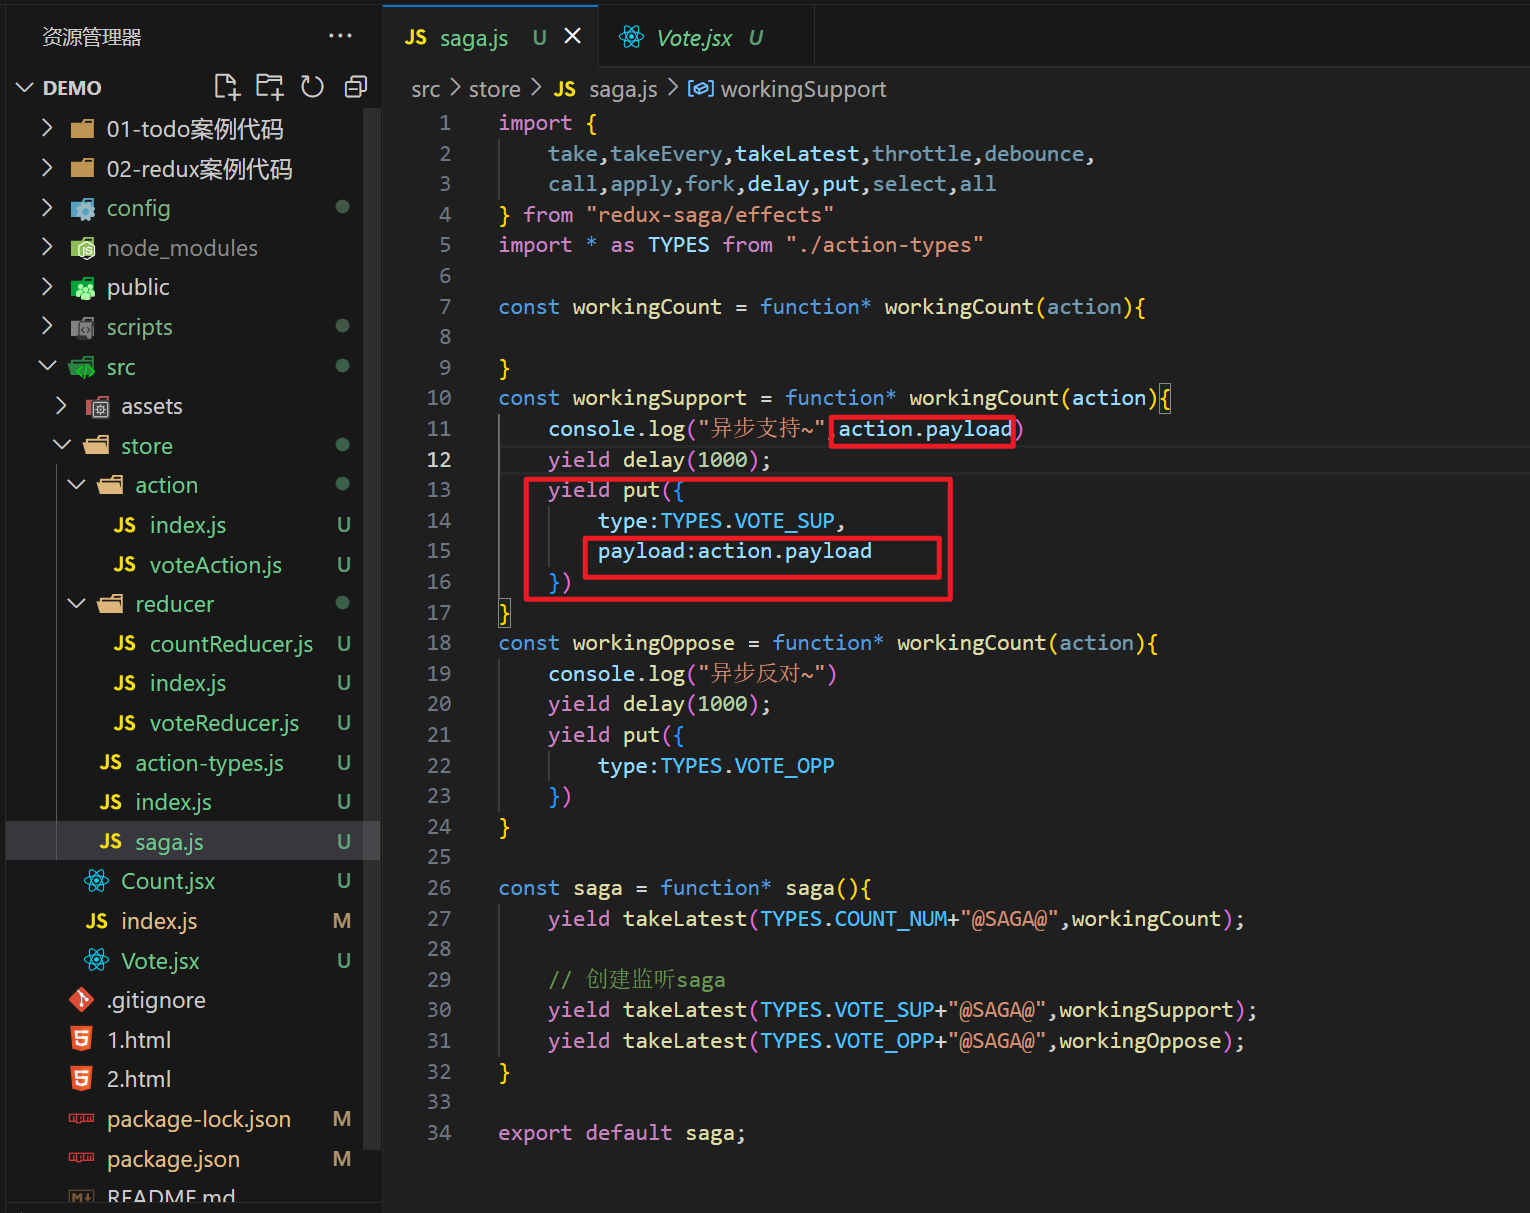 资源管理器
DEMO
01-todo案例代码
02-redux案例代码
config
node_modules
public
scripts
src
assets
store
action
JS index.js U
JS voteAction.js U
reducer
JS countReducer.js U
JS index.js U
JS voteReducer.js U
JS action-types.js U
JS index.js U
JS saga.js U
Count.jsx U
JS index.js M
Vote.jsx U
.gitignore
1.html
2.html
package-lock.json M
package.json M
README.md
JS saga.js U
Vote.jsx U
src > store > JS saga.js > workingSupport
1 import {
2 take,takeEvery,takeLatest,throttle,debounce,
3 call,apply,fork,delay,put,select,all
4 } from "redux-saga/effects"
5 import * as TYPES from "./action-types"
6
7 const workingCount = function* workingCount(action){
8
9 }
10 const workingSupport = function* workingCount(action){
11 console.log("异步支持~",action.payload)
12 yield delay(1000);
13 yield put({
14 type:TYPES.VOTE_SUP,
15 payload:action.payload
16 })
17 }
18 const workingOppose = function* workingCount(action){
19 console.log("异步反对~")
20 yield delay(1000);
21 yield put({
22 type:TYPES.VOTE_OPP
23 })
24 }
25
26 const saga = function* saga(){
27 yield takeLatest(TYPES.COUNT_NUM+"@SAGA@",workingCount);
28
29 // 创建监听saga
30 yield takeLatest(TYPES.VOTE_SUP+"@SAGA@",workingSupport);
31 yield takeLatest(TYPES.VOTE_OPP+"@SAGA@",workingOppose);
32 }
33
34 export default saga;